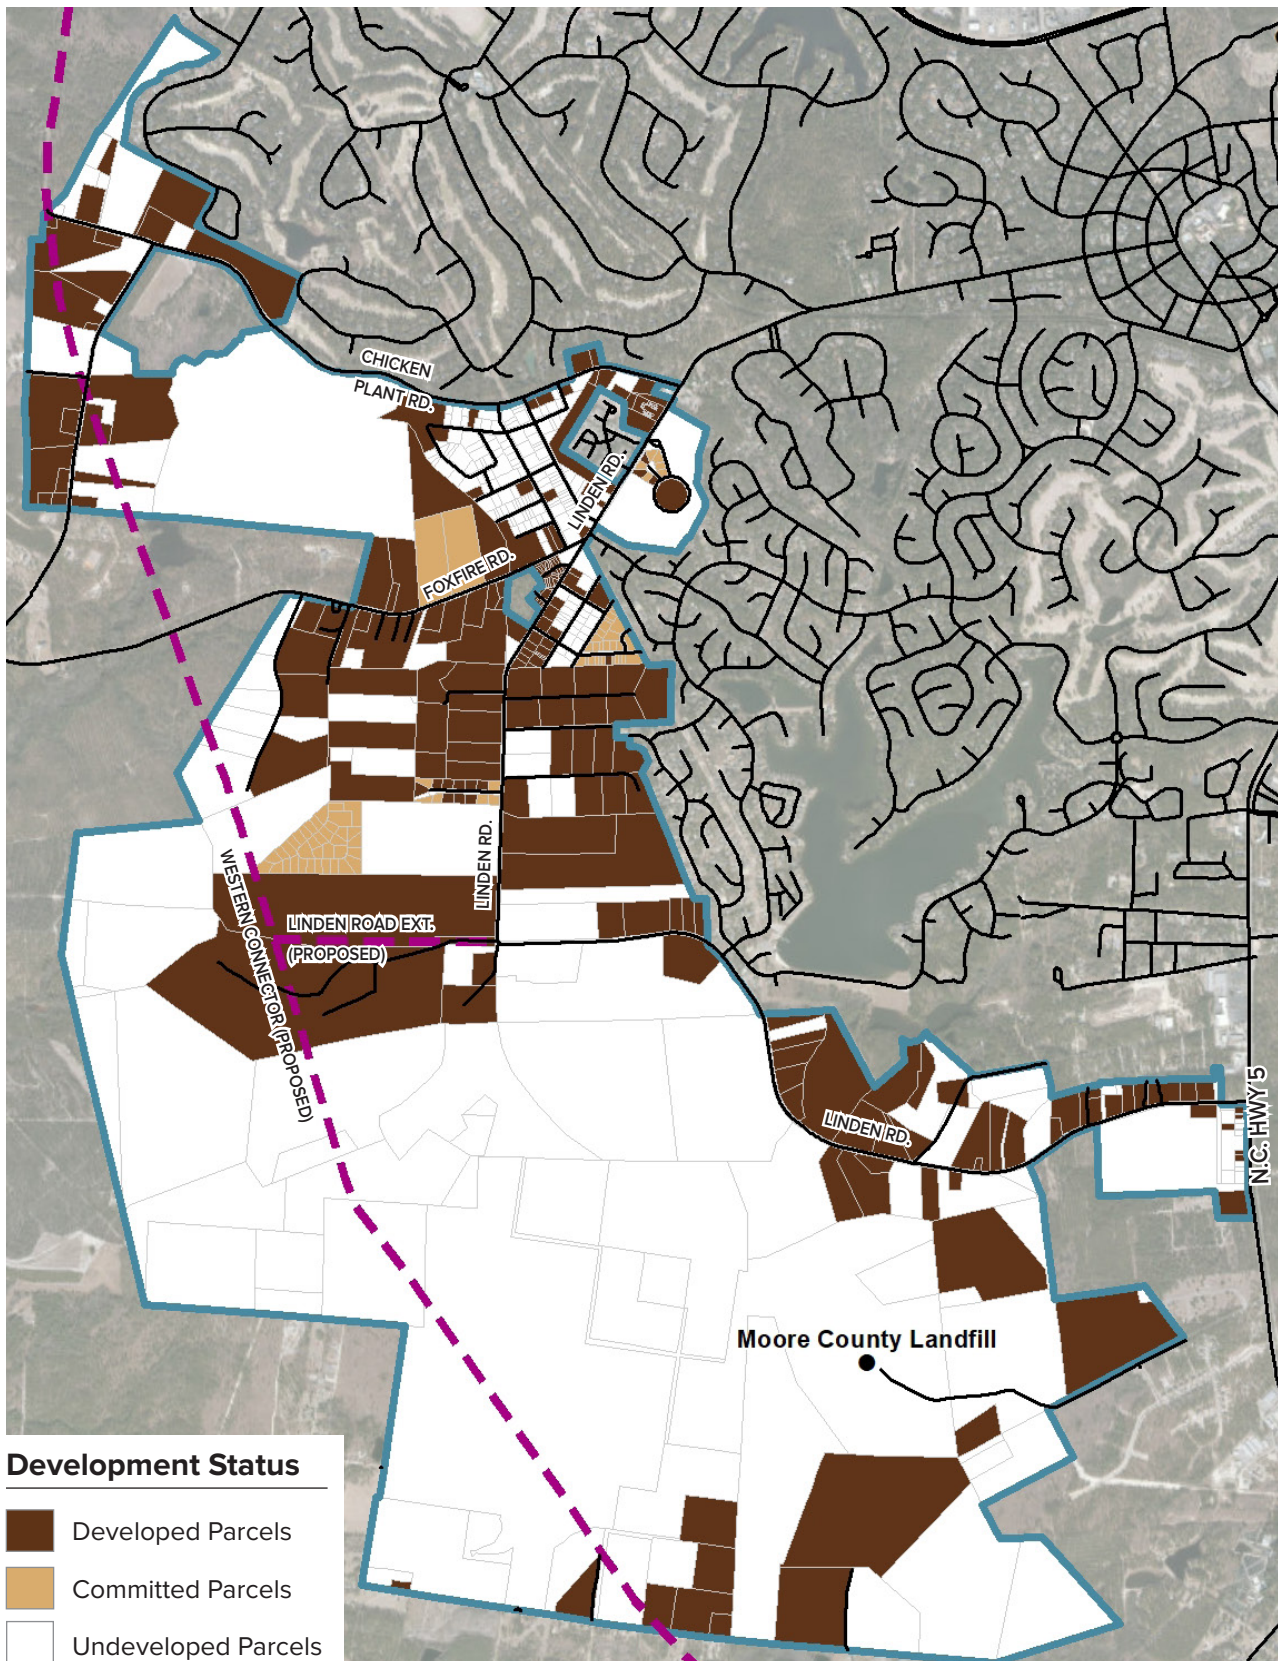 CHICKEN
PLANT RD.
LINDEN RD.
FOXFIRE RD.
LINDEN RD.
WESTERN CONNECTOR (PROPOSED)
LINDEN ROAD EXT.
(PROPOSED)
LINDEN RD.
N.C. HWY 5
Moore County Landfill
Development Status
Developed Parcels
Committed Parcels
Undeveloped Parcels